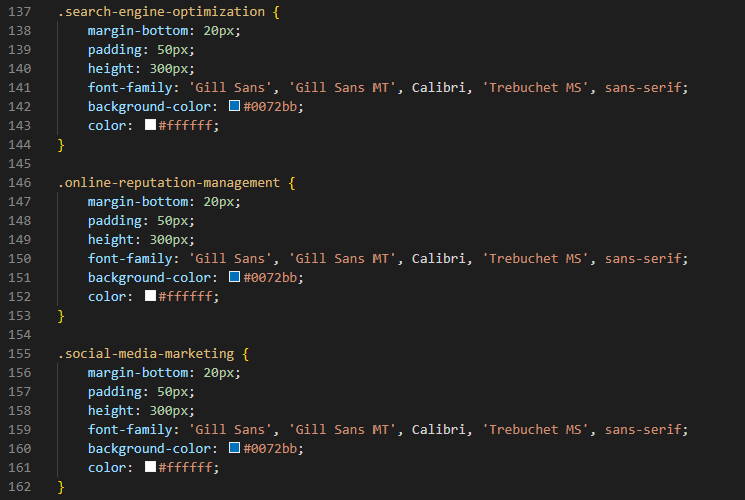 137 .search-engine-optimization {
138     margin-bottom: 20px;
139     padding: 50px;
140     height: 300px;
141     font-family: 'Gill Sans', 'Gill Sans MT', Calibri, 'Trebuchet MS', sans-serif;
142     background-color: #0072bb;
143     color: #ffffff;
144 }
145
146 .online-reputation-management {
147     margin-bottom: 20px;
148     padding: 50px;
149     height: 300px;
150     font-family: 'Gill Sans', 'Gill Sans MT', Calibri, 'Trebuchet MS', sans-serif;
151     background-color: #0072bb;
152     color: #ffffff;
153 }
154
155 .social-media-marketing {
156     margin-bottom: 20px;
157     padding: 50px;
158     height: 300px;
159     font-family: 'Gill Sans', 'Gill Sans MT', Calibri, 'Trebuchet MS', sans-serif;
160     background-color: #0072bb;
161     color: #ffffff;
162 }